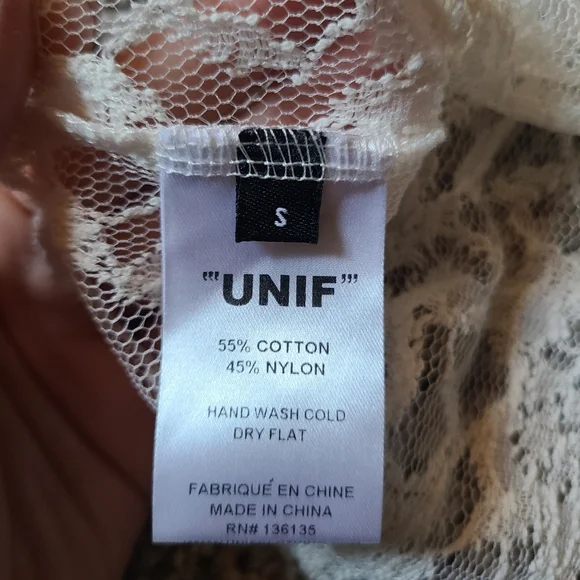 S
"'UNIF'"
55% COTTON
45% NYLON
HAND WASH COLD
DRY FLAT
FABRIQUÉ EN CHINE
MADE IN CHINA
RN# 136135